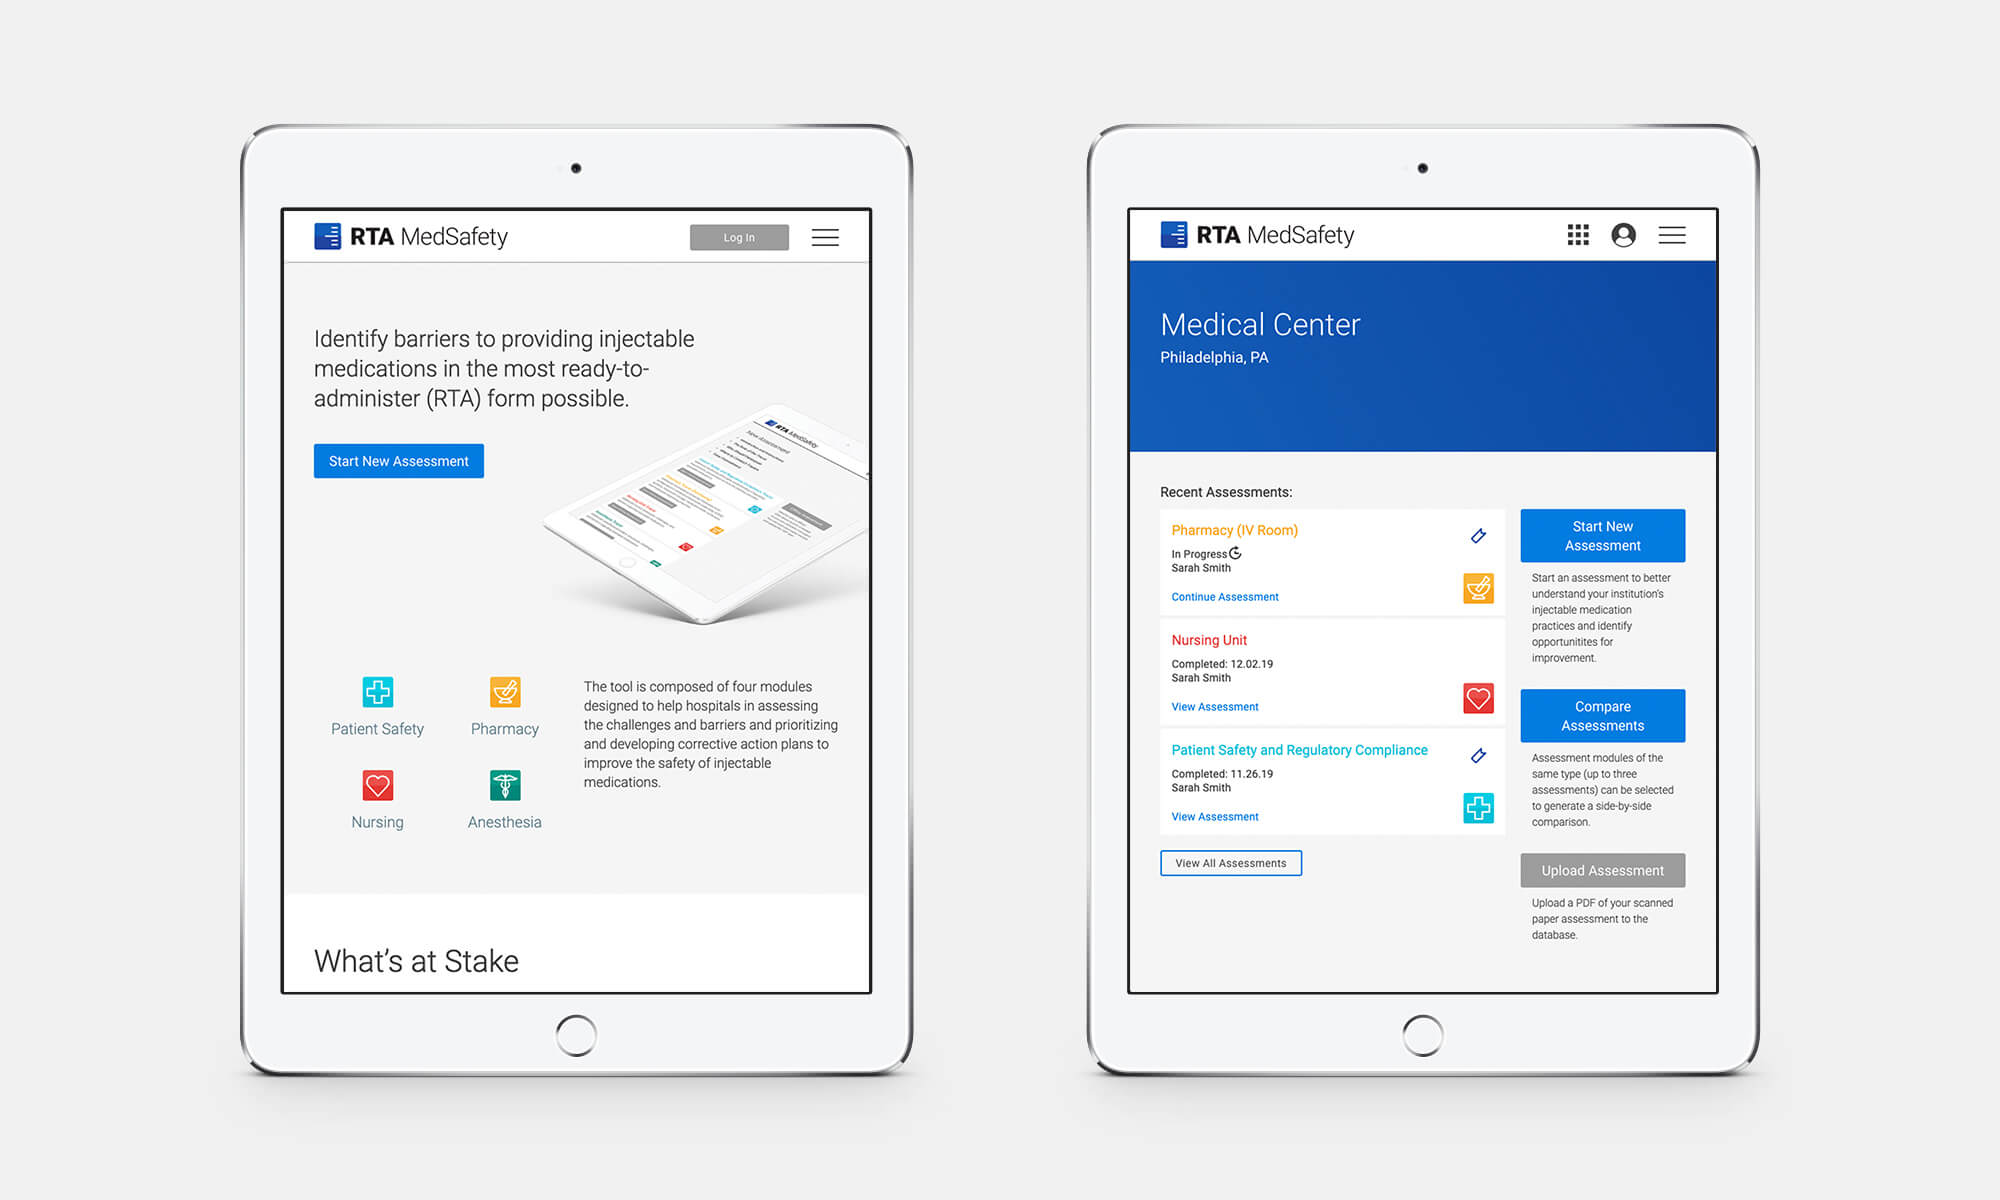 RTA MedSafety
Log In
Identify barriers to providing injectable
medications in the most ready-to-
administer (RTA) form possible.
Start New Assessment
RTA MedSafety
New Assessment
Patient Safety
Pharmacy
Nursing
Anesthesia
The tool is composed of four modules
designed to help hospitals in assessing
the challenges and barriers and prioritizing
and developing corrective action plans to
improve the safety of injectable
medications.
What's at Stake
RTA MedSafety
Medical Center
Philadelphia, PA
Recent Assessments:
Pharmacy (IV Room)
In Progress
Sarah Smith
Continue Assessment
Nursing Unit
Completed: 12.02.19
Sarah Smith
View Assessment
Patient Safety and Regulatory Compliance
Completed: 11.26.19
Sarah Smith
View Assessment
View All Assessments
Start New
Assessment
Start an assessment to better
understand your institution's
injectable medication
practices and identify
opportunitites for
improvement.
Compare
Assessments
Assessment modules of the
same type (up to three
assessments) can be selected
to generate a side-by-side
comparison.
Upload Assessment
Upload a PDF of your scanned
paper assessment to the
database.